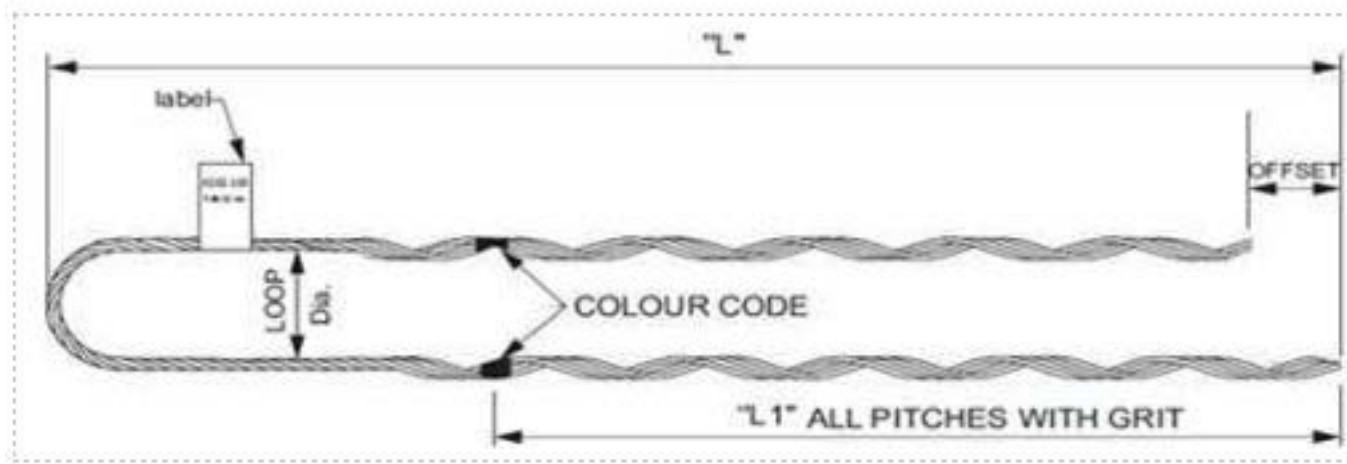 "L"
label
OFFSET
LOOP
Dia.
COLOUR CODE
"L1" ALL PITCHES WITH GRIT